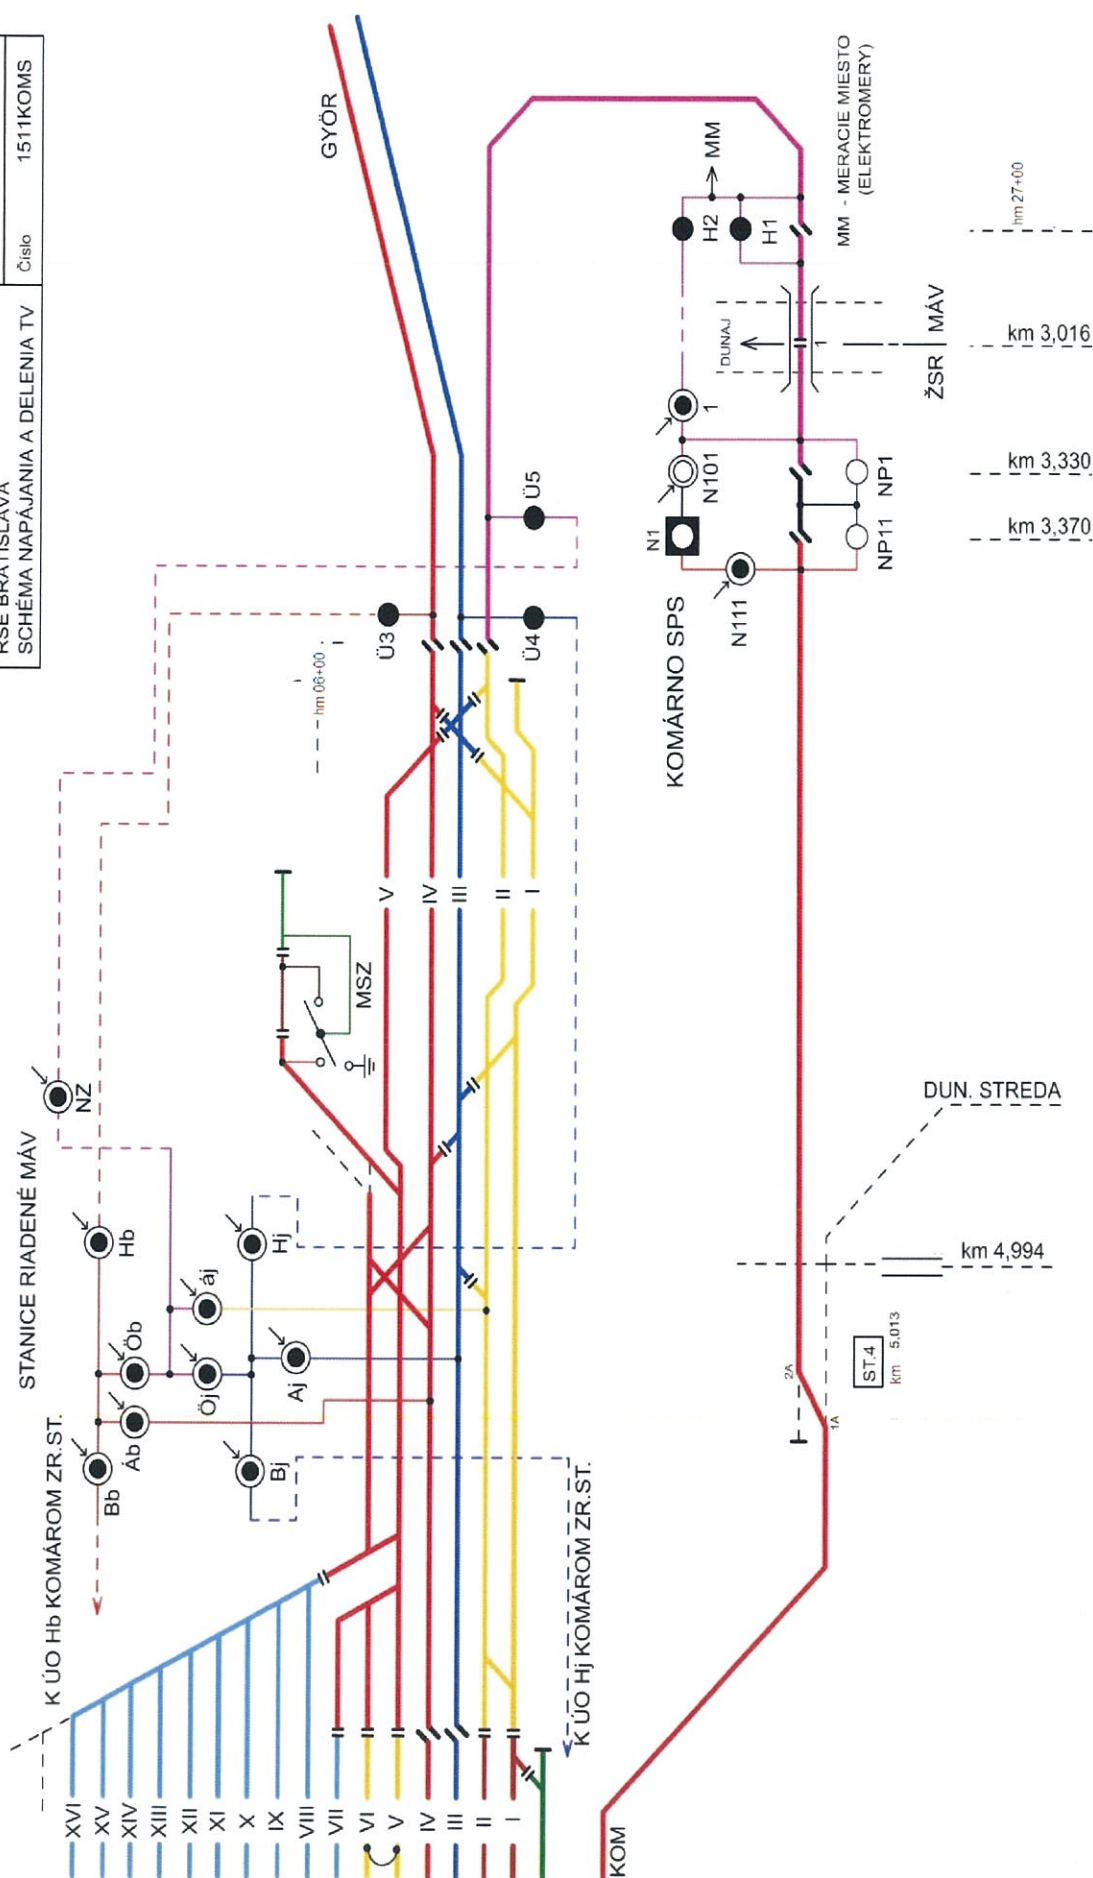 RSE BRATISLAVA
SCHÉMA NAPÁJANIA A DELENIA TV
Číslo
1511KOMS
GYÖR
MM
H2
H1
MM - MERACIE MIESTO
(ELEKTROMERY)
hm 27+00
DUNAJ
1
ŽSR
MÁV
km 3,016
1
N101
N1
NP1
NP11
N111
km 3,330
km 3,370
KOMÁRNO SPS
Ü5
Ü3
Ü4
hm 06+00
V
IV
III
II
I
MSZ
NZ
STANICE RIADENÉ MÁV
Hb
Hj
áj
Öb
Öj
Áb
Aj
Bb
Bj
K ÚO Hb KOMÁROM ZR.ST.
K ÚO Hj KOMÁROM ZR.ST.
DUN. STREDA
km 4,994
ST.4
km 5,013
2A
1A
XVI
XV
XIV
XIII
XII
XI
X
IX
VIII
VII
VI
V
IV
III
II
I
KOM